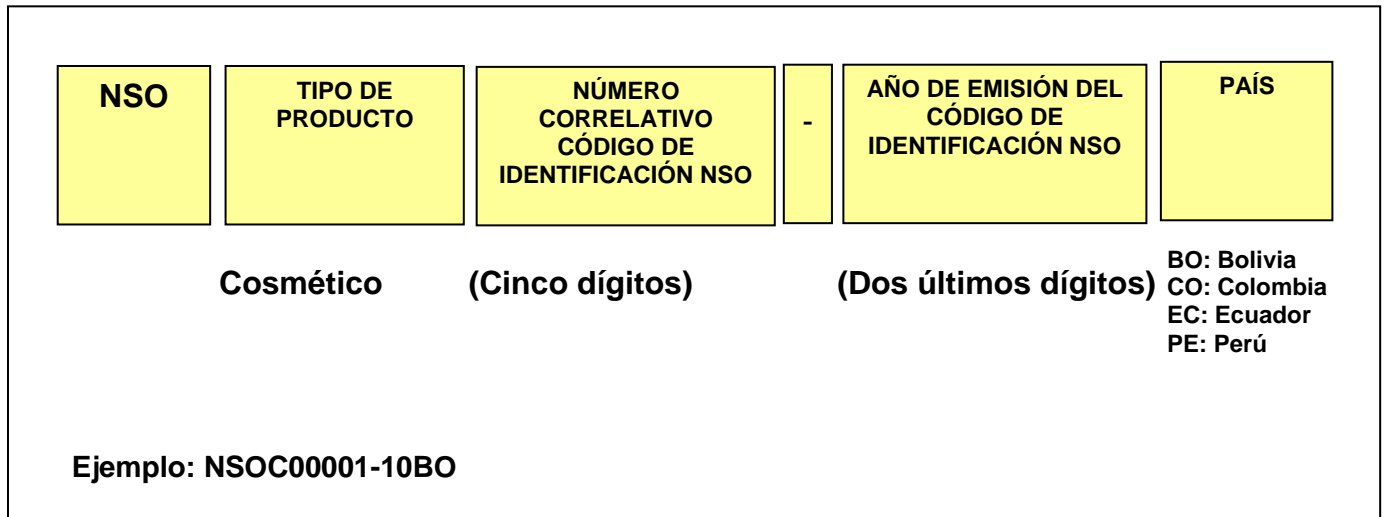 NSO
TIPO DE
PRODUCTO
NÚMERO
CORRELATIVO
CÓDIGO DE
IDENTIFICACIÓN NSO
-
AÑO DE EMISIÓN DEL
CÓDIGO DE
IDENTIFICACIÓN NSO
PAÍS
Cosmético
(Cinco dígitos)
(Dos últimos dígitos)
BO: Bolivia
CO: Colombia
EC: Ecuador
PE: Perú
Ejemplo: NSOC00001-10BO